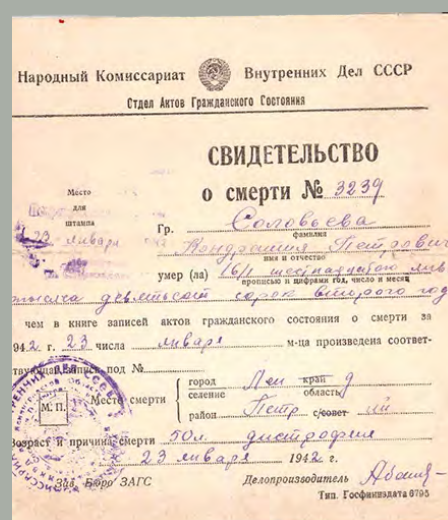 Народный Комиссариат Внутренних Дел СССР
Отдел Актов Гражданского Состояния
СВИДЕТЕЛЬСТВО
о смерти № 3239
Место
для
штампа
23 января
Гр. Соловьева
фамилия
Кондратия Петрович
имя и отчество
умер (ла) 16/I шестнадцатого янв
прописью и цифрами год, число и месяц
тысяча девятьсот сорок второго год
чем в книге записей актов гражданского состояния о смерти за
1942 г. 23 числа января м-ца произведена соответ-
ствующая запись под №
Место смерти
город Лен край
селение область
район Петр с/совет
М. П.
Возраст и причина смерти 50л. дистрофия
23 января 1942 г.
Зав. Бюро ЗАГС Делопроизводитель
Тип. Госфиниздата 6795